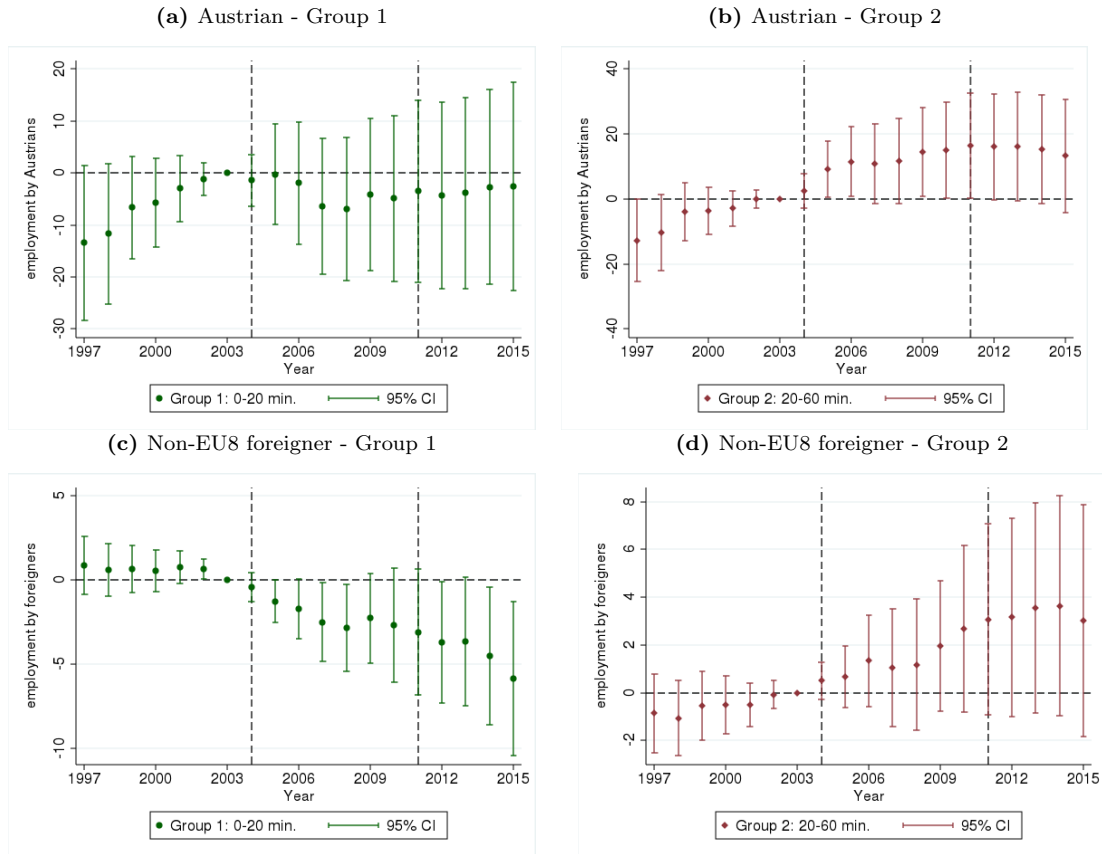 (a) Austrian - Group 1
employment by Austrians
20
10
0
-10
-20
-30
1997 2000 2003 2006 2009 2012 2015
Year
Group 1: 0-20 min. 95% CI
(b) Austrian - Group 2
employment by Austrians
40
20
0
-20
-40
1997 2000 2003 2006 2009 2012 2015
Year
Group 2: 20-60 min. 95% CI
(c) Non-EU8 foreigner - Group 1
employment by foreigners
5
0
-5
-10
1997 2000 2003 2006 2009 2012 2015
Year
Group 1: 0-20 min. 95% CI
(d) Non-EU8 foreigner - Group 2
employment by foreigners
8
6
4
2
0
-2
1997 2000 2003 2006 2009 2012 2015
Year
Group 2: 20-60 min. 95% CI